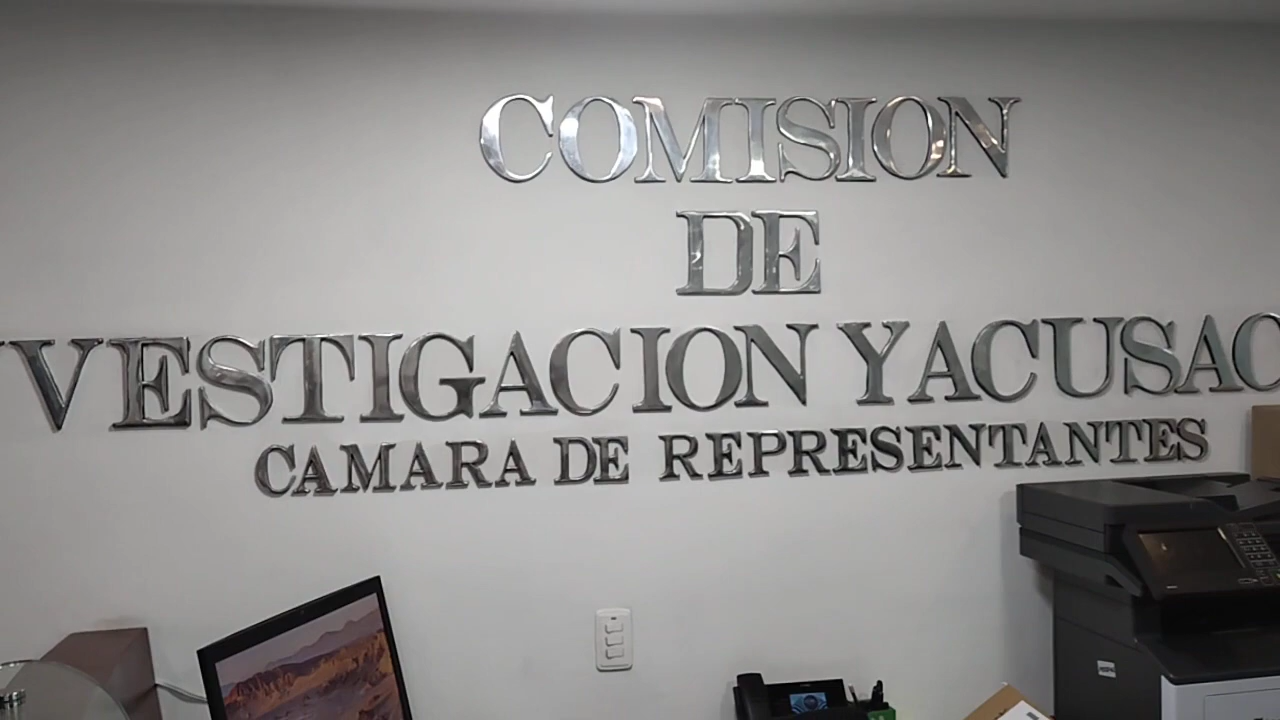 COMISION
DE
VESTIGACION Y ACUSAC
CAMARA DE REPRESENTANTES